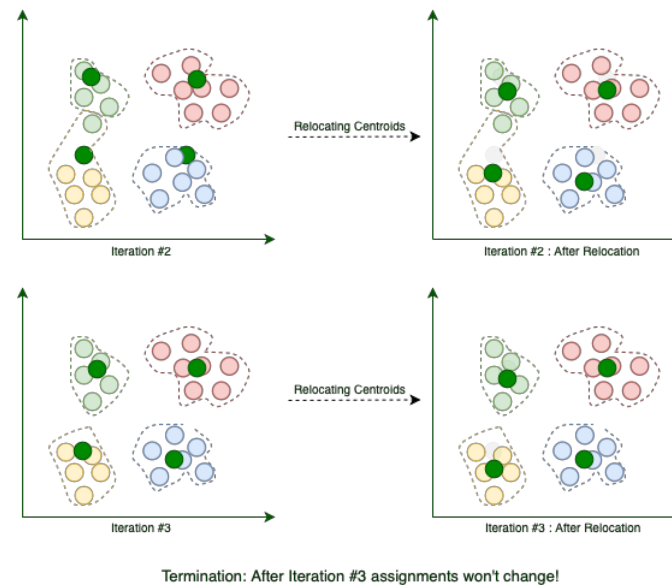 Relocating Centroids
Iteration #2
Iteration #2 : After Relocation
Relocating Centroids
Iteration #3
Iteration #3 : After Relocation
Termination: After Iteration #3 assignments won't change!